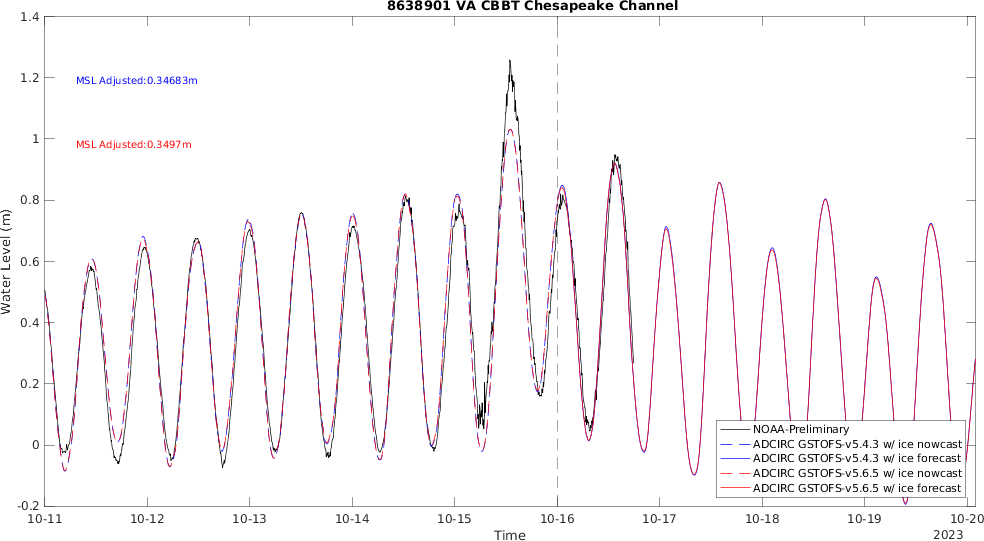 8638901 VA CBBT Chesapeake Channel
1.4
1.2
1
0.8
0.6
0.4
0.2
0
-0.2
Water Level (m)
MSL Adjusted:0.34683m
MSL Adjusted:0.3497m
NOAA-Preliminary
ADCIRC GSTOFS-v5.4.3 w/ ice nowcast
ADCIRC GSTOFS-v5.4.3 w/ ice forecast
ADCIRC GSTOFS-v5.6.5 w/ ice nowcast
ADCIRC GSTOFS-v5.6.5 w/ ice forecast
10-11 10-12 10-13 10-14 10-15 10-16 10-17 10-18 10-19 10-20
Time
2023